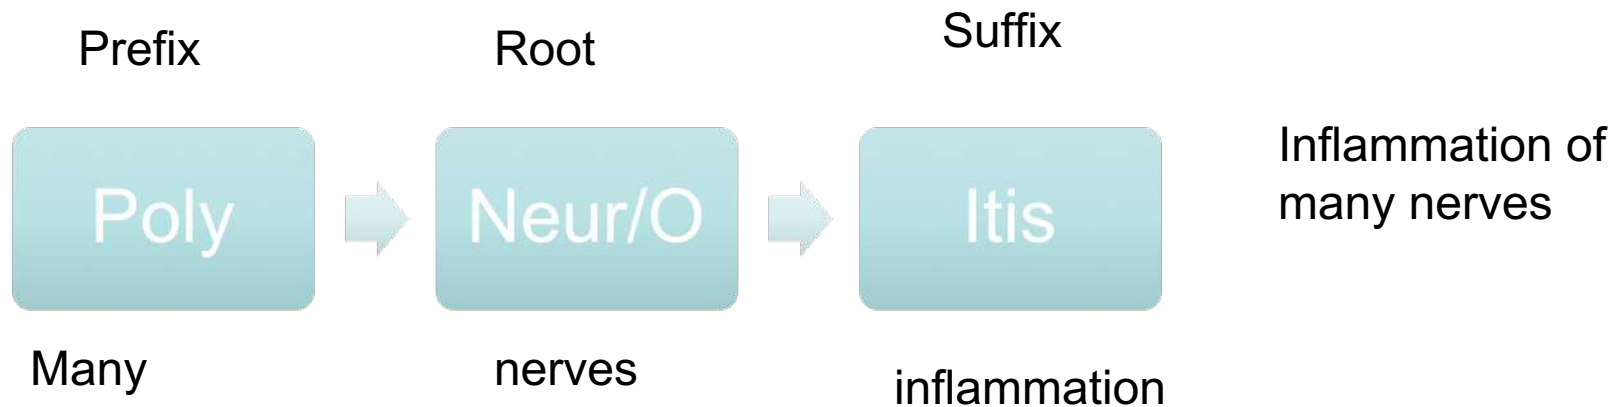 Prefix
Root
Suffix
Poly
Neur/O
Itis
Inflammation of
many nerves
Many
nerves
inflammation